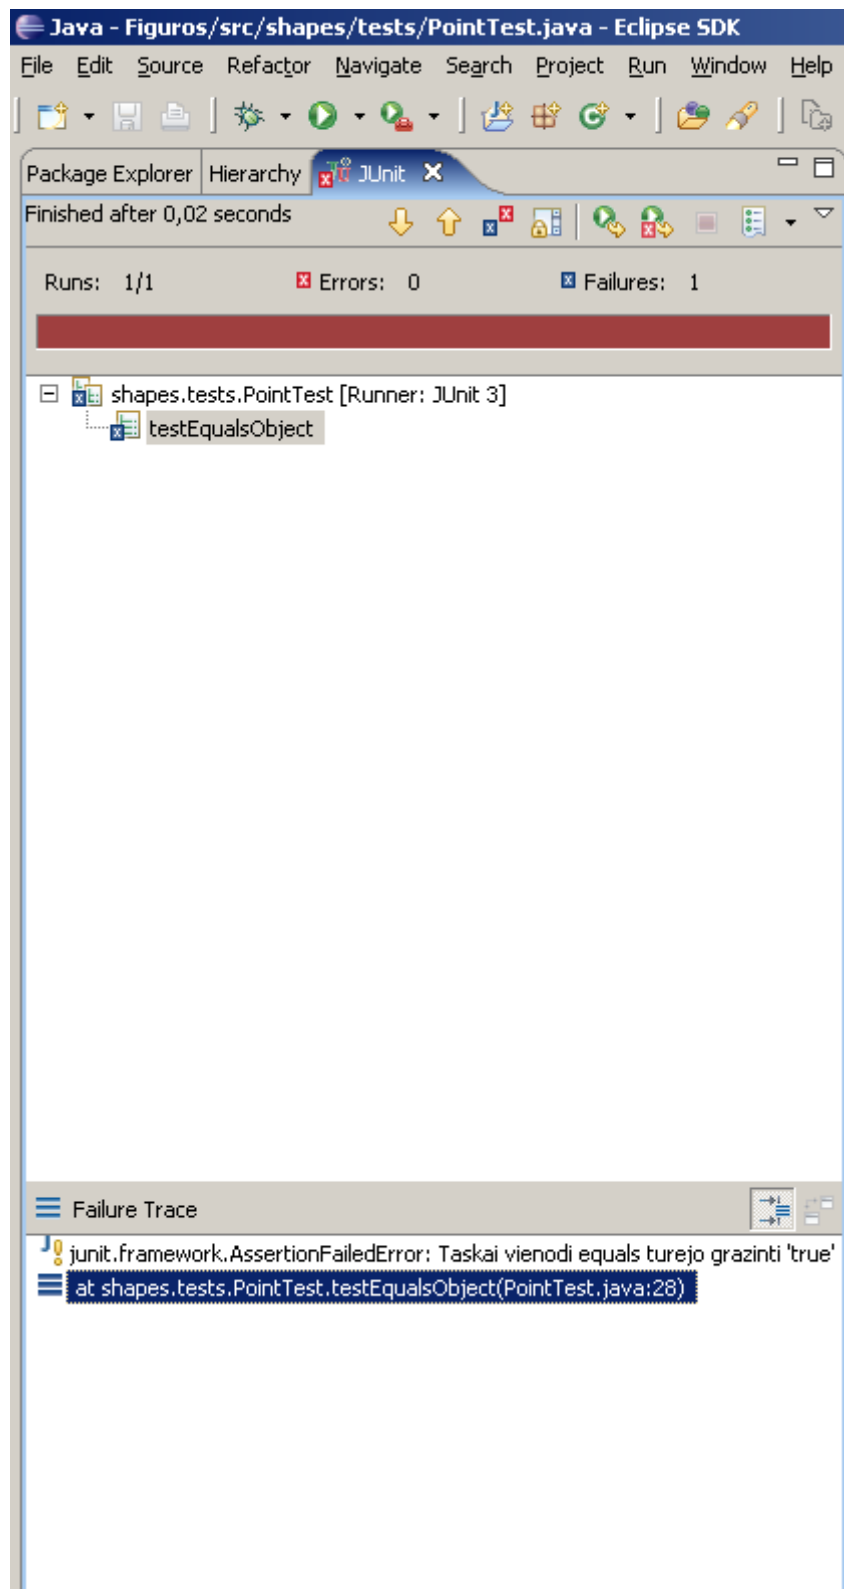 Java - Figuros/src/shapes/tests/PointTest.java - Eclipse SDK
File Edit Source Refactor Navigate Search Project Run Window Help
Package Explorer Hierarchy JUnit
Finished after 0,02 seconds
Runs: 1/1 Errors: 0 Failures: 1
shapes.tests.PointTest [Runner: JUnit 3]
testEqualsObject
Failure Trace
junit.framework.AssertionFailedError: Taskai vienodi equals turejo grazinti 'true'
at shapes.tests.PointTest.testEqualsObject(PointTest.java:28)